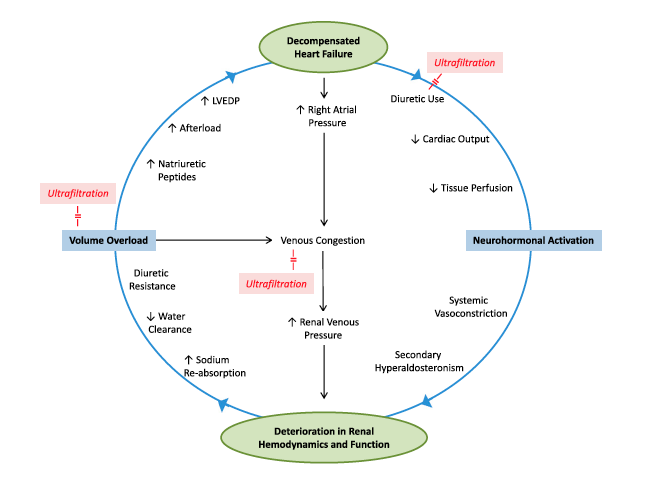 Decompensated
Heart Failure
Ultrafiltration
Diuretic Use
↑ LVEDP
↑ Right Atrial
Pressure
↑ Afterload
↓ Cardiac Output
↑ Natriuretic
Peptides
↓ Tissue Perfusion
Ultrafiltration
Volume Overload
Venous Congestion
Neurohormonal Activation
Diuretic
Resistance
Ultrafiltration
Systemic
Vasoconstriction
↓ Water
Clearance
↑ Renal Venous
Pressure
↑ Sodium
Re-absorption
Secondary
Hyperaldosteronism
Deterioration in Renal
Hemodynamics and Function